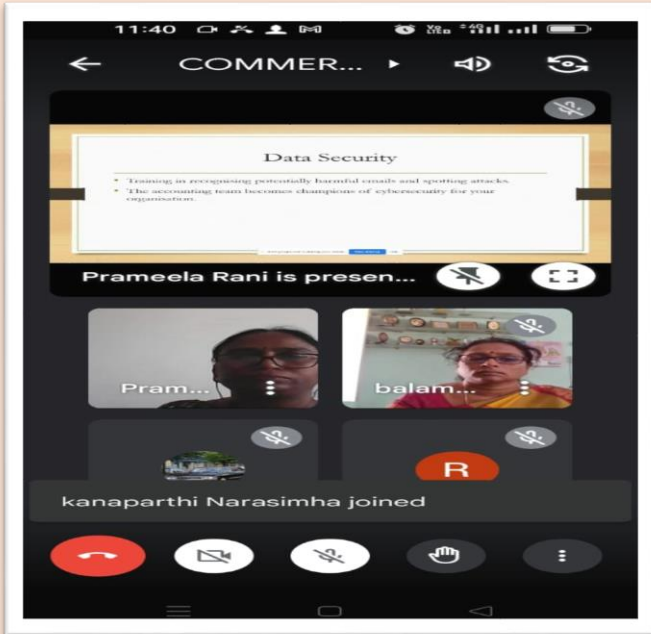 11:40
COMMER...
Data Security
• Training in recognising potentially harmful emails and spotting attacks.
• The accounting team becomes champions of cybersecurity for your
organisation.
Prameela Rani is presen...
Pram...
balam...
R
kanaparthi Narasimha joined